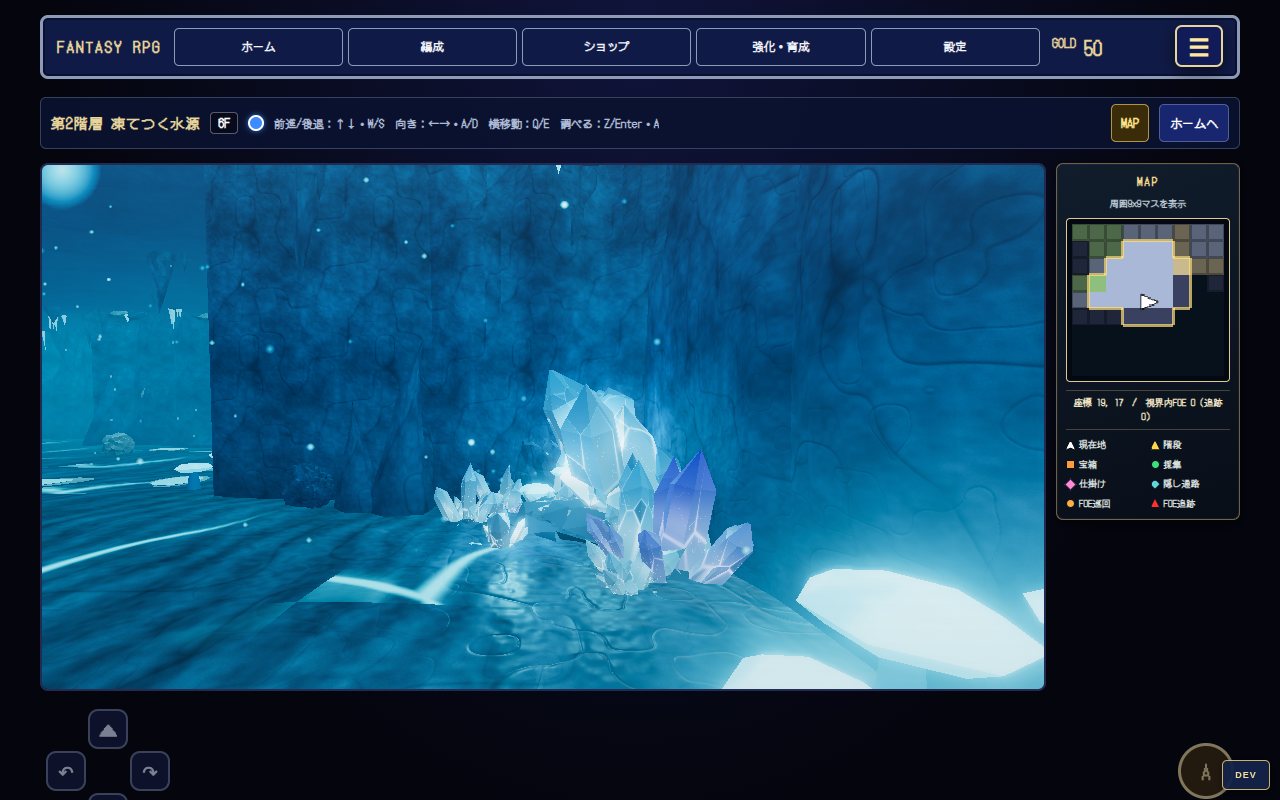 FANTASY RPG
ホーム
編成
ショップ
強化・育成
設定
GOLD 50
第2階層 凍てつく水源
6F
前進/後退：↑↓・W/S 向き：←→・A/D 横移動：Q/E 調べる：Z/Enter・A
MAP
ホームへ
MAP
周囲9x9マスを表示
座標 19, 17 / 視界内FOE 0（追跡
0）
現在地
階段
宝箱
採集
仕掛け
隠し通路
FOE巡回
FOE追跡
A
DEV